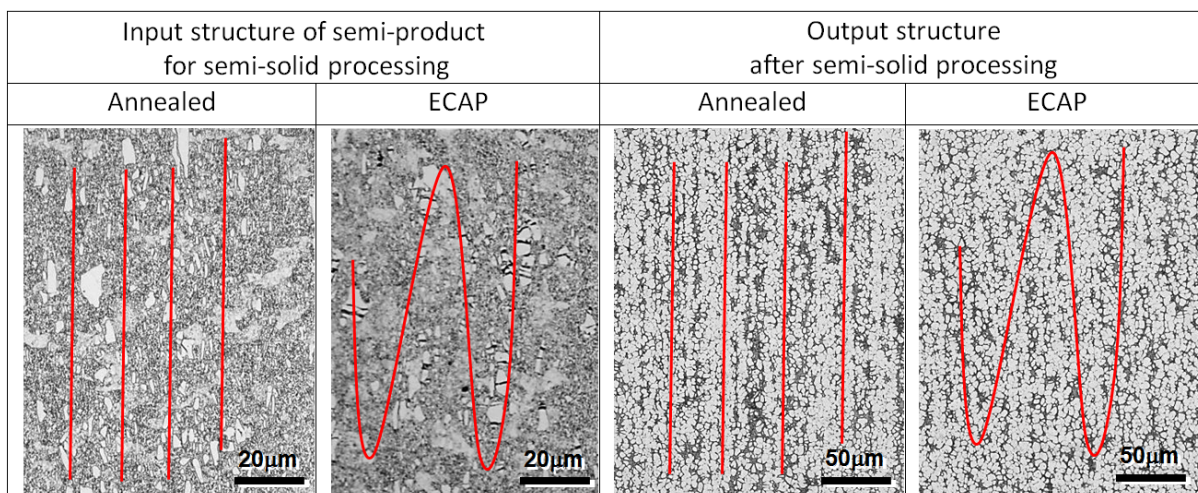 Input structure of semi-product
for semi-solid processing
Output structure
after semi-solid processing
Annealed
ECAP
Annealed
ECAP
20μm
20μm
50μm
50μm